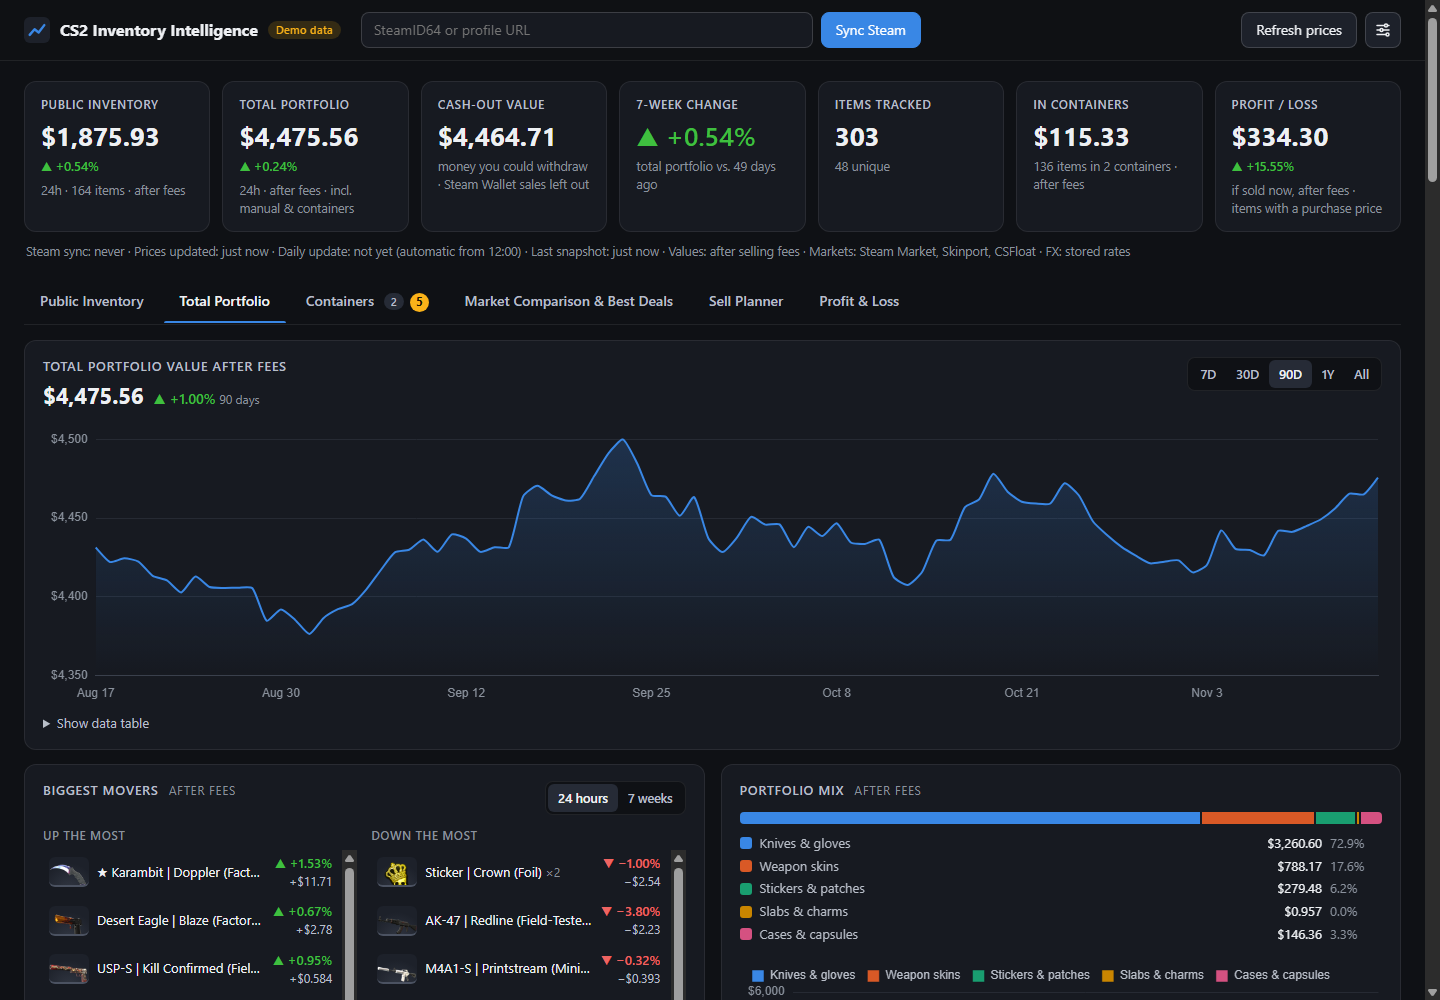 CS2 Inventory Intelligence
Demo data
SteamID64 or profile URL
Sync Steam
Refresh prices
PUBLIC INVENTORY
$1,875.93
▲ +0.54%
24h · 164 items · after fees
TOTAL PORTFOLIO
$4,475.56
▲ +0.24%
24h · after fees · incl.
manual & containers
CASH-OUT VALUE
$4,464.71
money you could withdraw
· Steam Wallet sales left out
7-WEEK CHANGE
▲ +0.54%
total portfolio vs. 49 days
ago
ITEMS TRACKED
303
48 unique
IN CONTAINERS
$115.33
136 items in 2 containers ·
after fees
PROFIT / LOSS
$334.30
▲ +15.55%
if sold now, after fees ·
items with a purchase price
Steam sync: never · Prices updated: just now · Daily update: not yet (automatic from 12:00) · Last snapshot: just now · Values: after selling fees · Markets: Steam Market, Skinport, CSFloat · FX: stored rates
Public Inventory
Total Portfolio
Containers 2 5
Market Comparison & Best Deals
Sell Planner
Profit & Loss
TOTAL PORTFOLIO VALUE AFTER FEES
$4,475.56 ▲ +1.00% 90 days
7D 30D 90D 1Y All
$4,500
$4,450
$4,400
$4,350
Aug 17 Aug 30 Sep 12 Sep 25 Oct 8 Oct 21 Nov 3
▶ Show data table
BIGGEST MOVERS AFTER FEES
24 hours 7 weeks
UP THE MOST
★ Karambit | Doppler (Fact...
▲ +1.53%
+$11.71
Desert Eagle | Blaze (Factor...
▲ +0.67%
+$2.78
USP-S | Kill Confirmed (Fiel...
▲ +0.95%
+$0.584
DOWN THE MOST
Sticker | Crown (Foil) ×2
▼ −1.00%
−$2.54
AK-47 | Redline (Field-Teste...
▼ −3.80%
−$2.23
M4A1-S | Printstream (Mini...
▼ −0.32%
−$0.393
PORTFOLIO MIX AFTER FEES
Knives & gloves $3,260.60 72.9%
Weapon skins $788.17 17.6%
Stickers & patches $279.48 6.2%
Slabs & charms $0.957 0.0%
Cases & capsules $146.36 3.3%
Knives & gloves Weapon skins Stickers & patches Slabs & charms Cases & capsules
$6,000